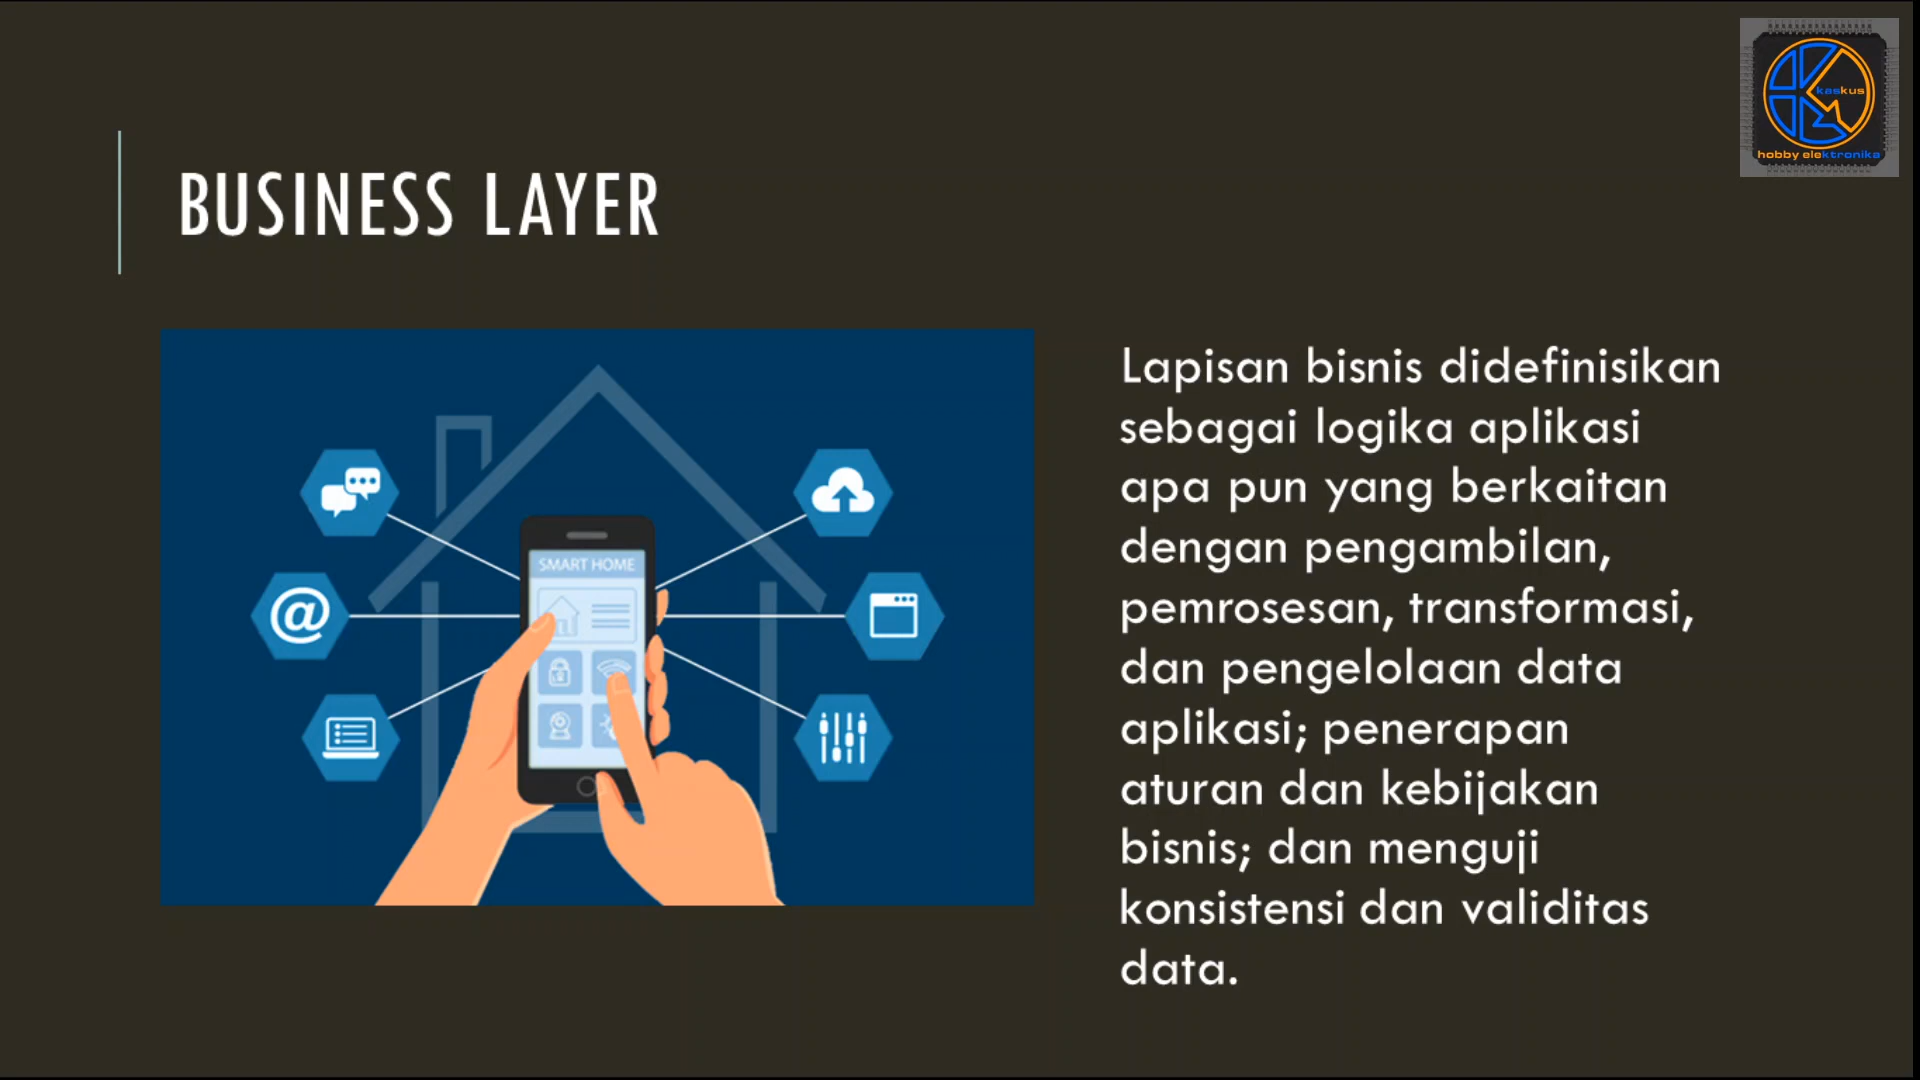 kaskus
hobby elektronika
BUSINESS LAYER
SMART HOME
@
Lapisan bisnis didefinisikan
sebagai logika aplikasi
apa pun yang berkaitan
dengan pengambilan,
pemrosesan, transformasi,
dan pengelolaan data
aplikasi; penerapan
aturan dan kebijakan
bisnis; dan menguji
konsistensi dan validitas
data.